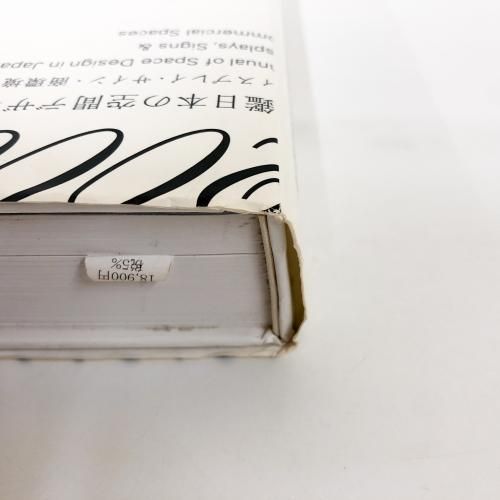 鑑日本の空間デザ
ィスプレイ・サイン・商環境
nual of Space Design in Japa
splays, Signs &
mmercial Spaces
18,900円
税5%